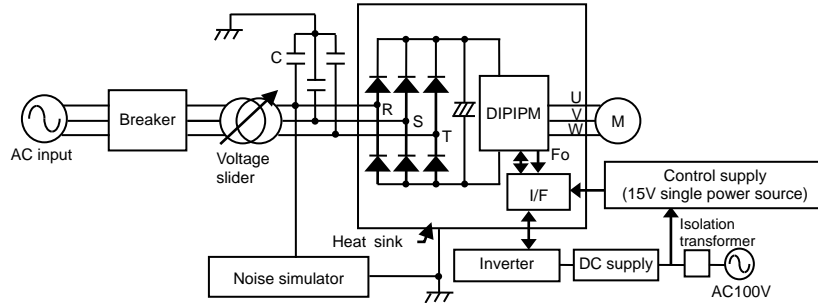 C
R
S
T
DIPIPM
U
V
W
M
Breaker
AC input
Voltage
slider
Fo
I/F
Control supply
(15V single power source)
Heat sink
Isolation
transformer
Noise simulator
Inverter
DC supply
AC100V